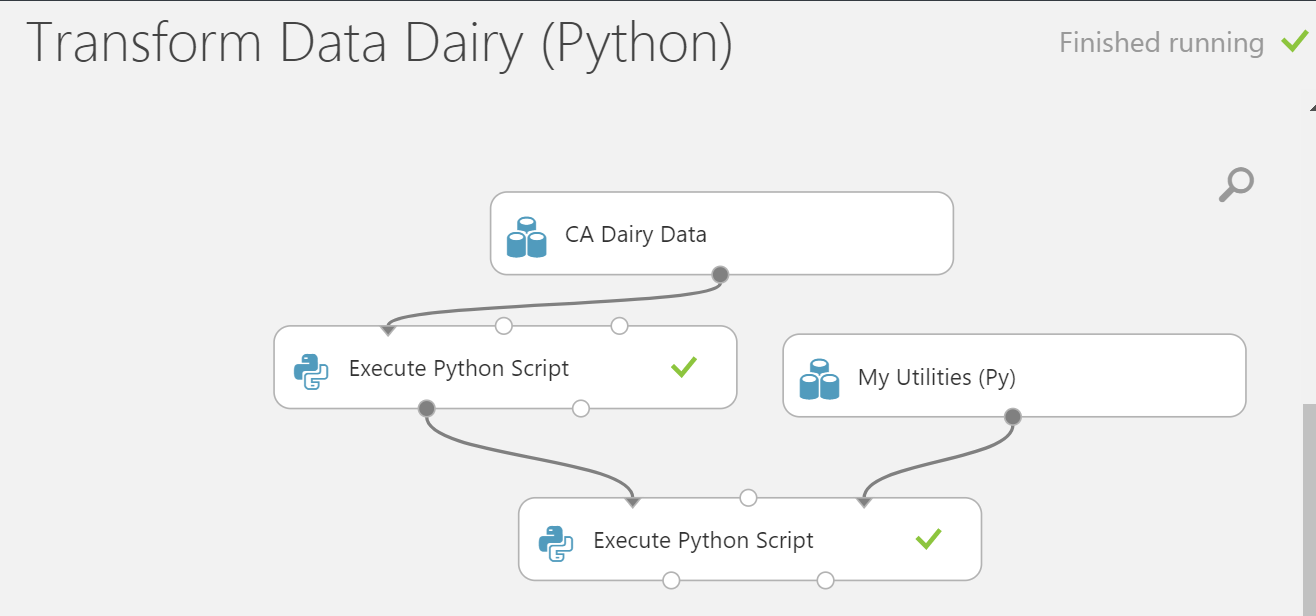 Transform Data Dairy (Python)
Finished running
CA Dairy Data
Execute Python Script
My Utilities (Py)
Execute Python Script